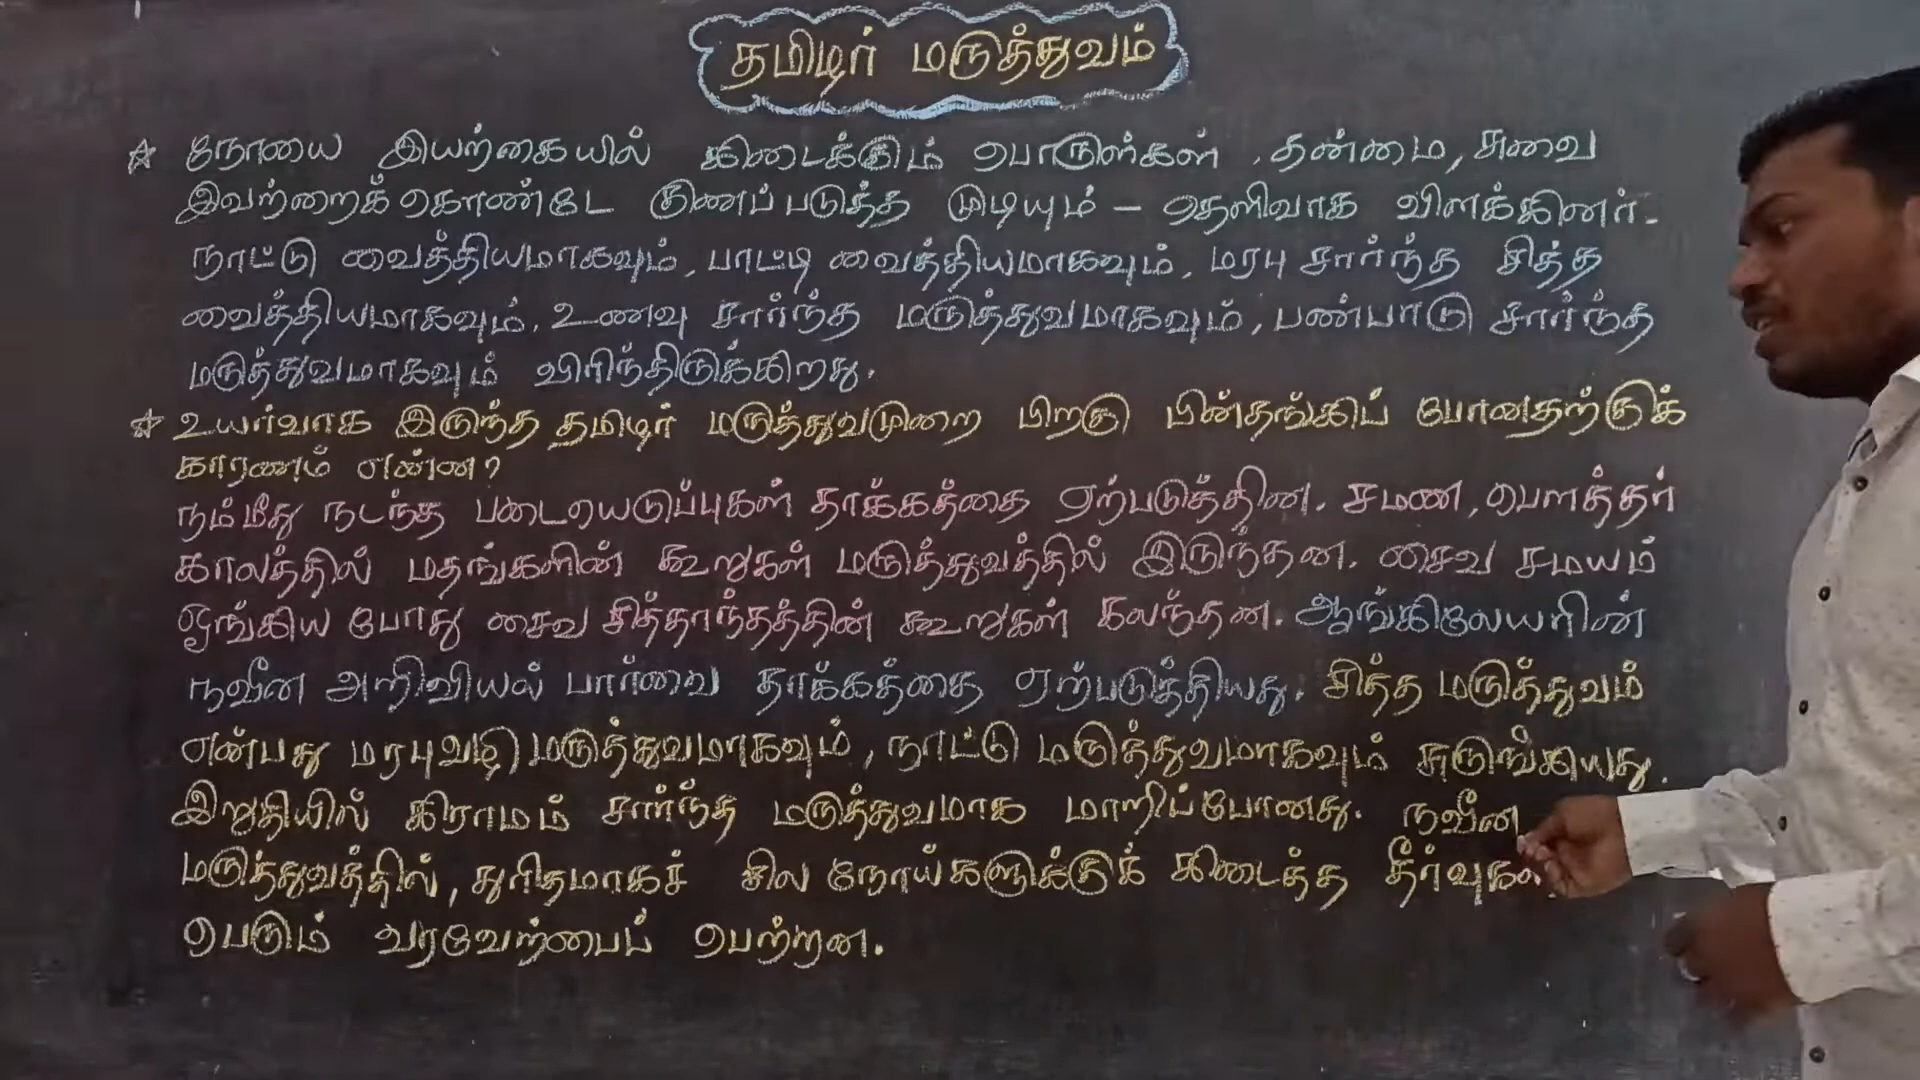 தமிழர் மருத்துவம்
☆ நோயை இயற்கையில் கிடைக்கும் பொருள்கள், தன்மை, சுவை
இவற்றைக் கொண்டே குணப்படுத்த முடியும் – தெளிவாக விளக்கினர்.
நாட்டு வைத்தியமாகவும், பாட்டி வைத்தியமாகவும், மரபு சார்ந்த சித்த
வைத்தியமாகவும், உணவு சார்ந்த மருத்துவமாகவும், பண்பாடு சார்ந்த
மருத்துவமாகவும் விரிந்திருக்கிறது.
☆ உயர்வாக இருந்த தமிழர் மருத்துவமுறை பிறகு பின்தங்கிப் போனதற்குக்
காரணம் என்ன?
நம்மீது நடந்த படையெடுப்புகள் தாக்கத்தை ஏற்படுத்தின. சமண, பௌத்தர்
காலத்தில் மதங்களின் கூறுகள் மருத்துவத்தில் இருந்தன. சைவ சமயம்
ஓங்கிய போது சைவ சித்தாந்தத்தின் கூறுகள் கலந்தன. ஆங்கிலேயரின்
நவீன அறிவியல் பார்வை தாக்கத்தை ஏற்படுத்தியது. சித்த மருத்துவம்
என்பது மரபுவழி மருத்துவமாகவும், நாட்டு மருத்துவமாகவும் சுருங்கியது.
இறுதியில் கிராமம் சார்ந்த மருத்துவமாக மாறிப்போனது. நவீன
மருத்துவத்தில், துரிதமாகச் சில நோய்களுக்குக் கிடைத்த
பெரும் வரவேற்பைப் பெற்றன.